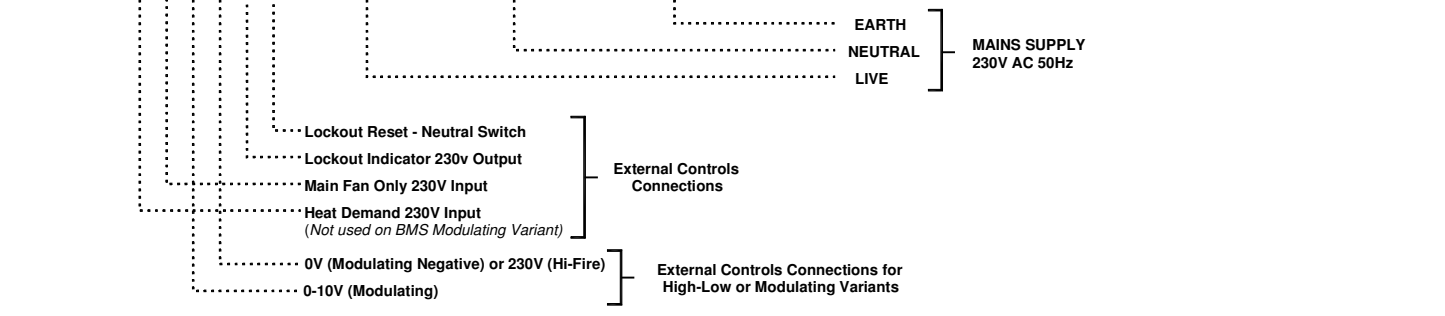 EARTH
NEUTRAL
LIVE
MAINS SUPPLY
230V AC 50Hz
Lockout Reset - Neutral Switch
Lockout Indicator 230v Output
Main Fan Only 230V Input
Heat Demand 230V Input
(Not used on BMS Modulating Variant)
External Controls
Connections
0V (Modulating Negative) or 230V (Hi-Fire)
0-10V (Modulating)
External Controls Connections for
High-Low or Modulating Variants